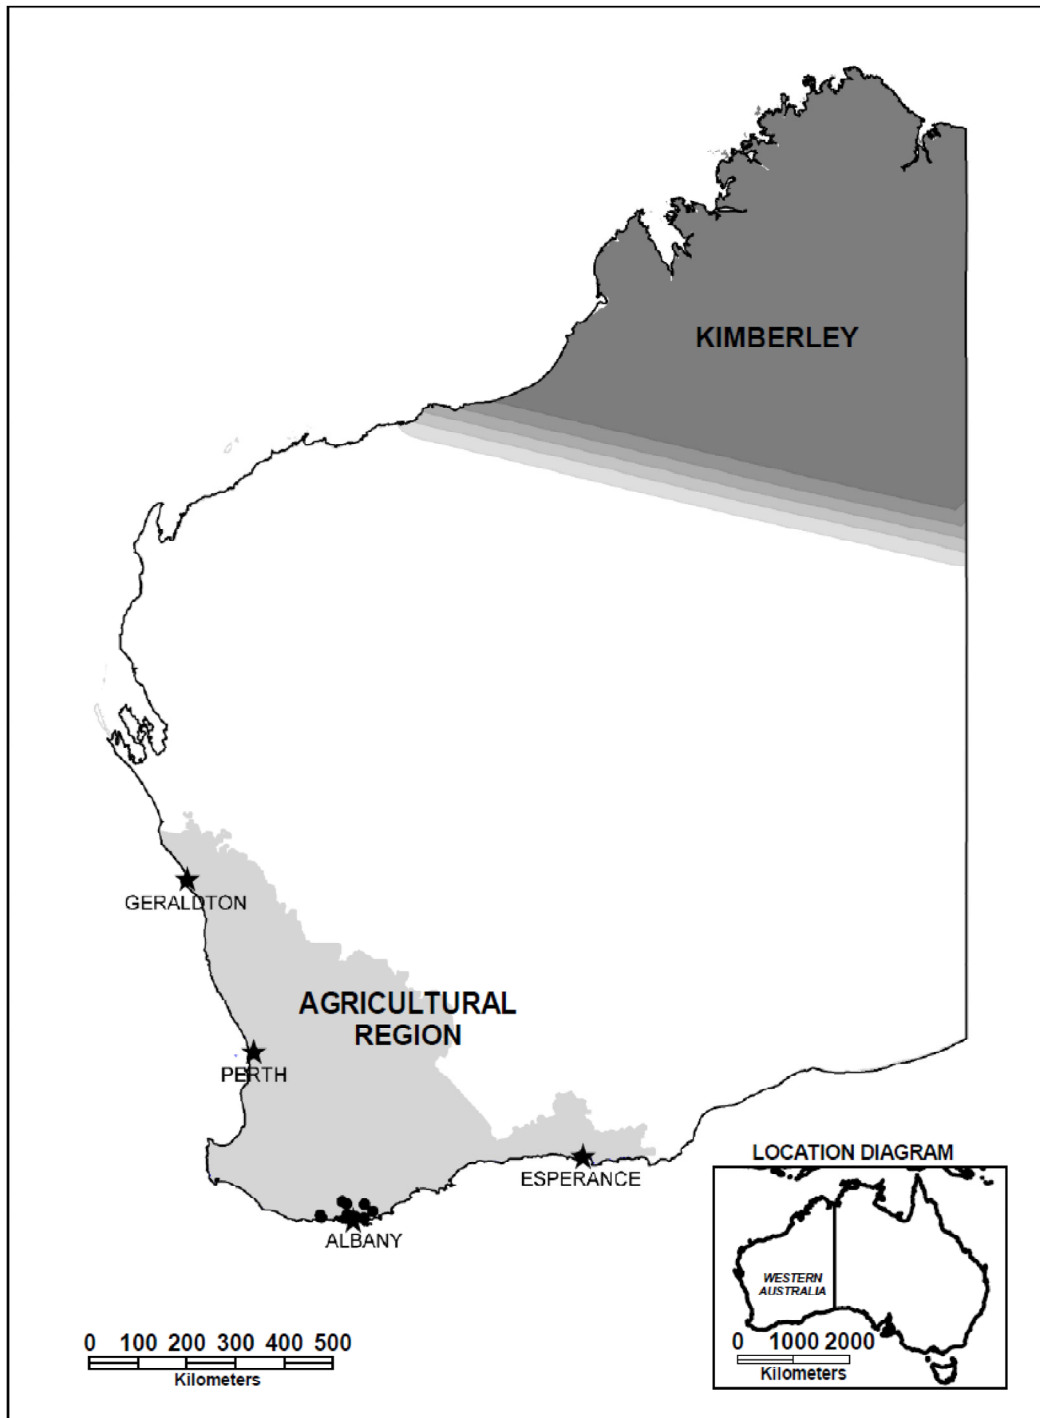 KIMBERLEY
GERALDTON
AGRICULTURAL
REGION
PERTH
ESPERANCE
ALBANY
LOCATION DIAGRAM
WESTERN
AUSTRALIA
0 1000 2000
Kilometers
0 100 200 300 400 500
Kilometers